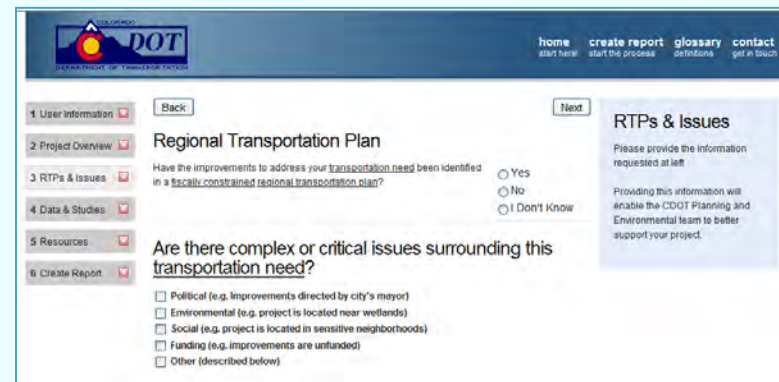 COLORADO
DOT
DEPARTMENT OF TRANSPORTATION
home create report glossary contact
start here! start the process definitions get in touch
1 User Information
2 Project Overview
3 RTPs & Issues
4 Data & Studies
5 Resources
6 Create Report
Back
Next
Regional Transportation Plan
Have the improvements to address your transportation need been identified
in a fiscally constrained regional transportation plan?
Yes
No
I Don't Know
Are there complex or critical issues surrounding this
transportation need?
Political (e.g. Improvements directed by city's mayor)
Environmental (e.g. project is located near wetlands)
Social (e.g. project is located in sensitive neighborhoods)
Funding (e.g. improvements are unfunded)
Other (described below)
RTPs & Issues
Please provide the information
requested at left
Providing this information will
enable the CDOT Planning and
Environmental team to better
support your project.